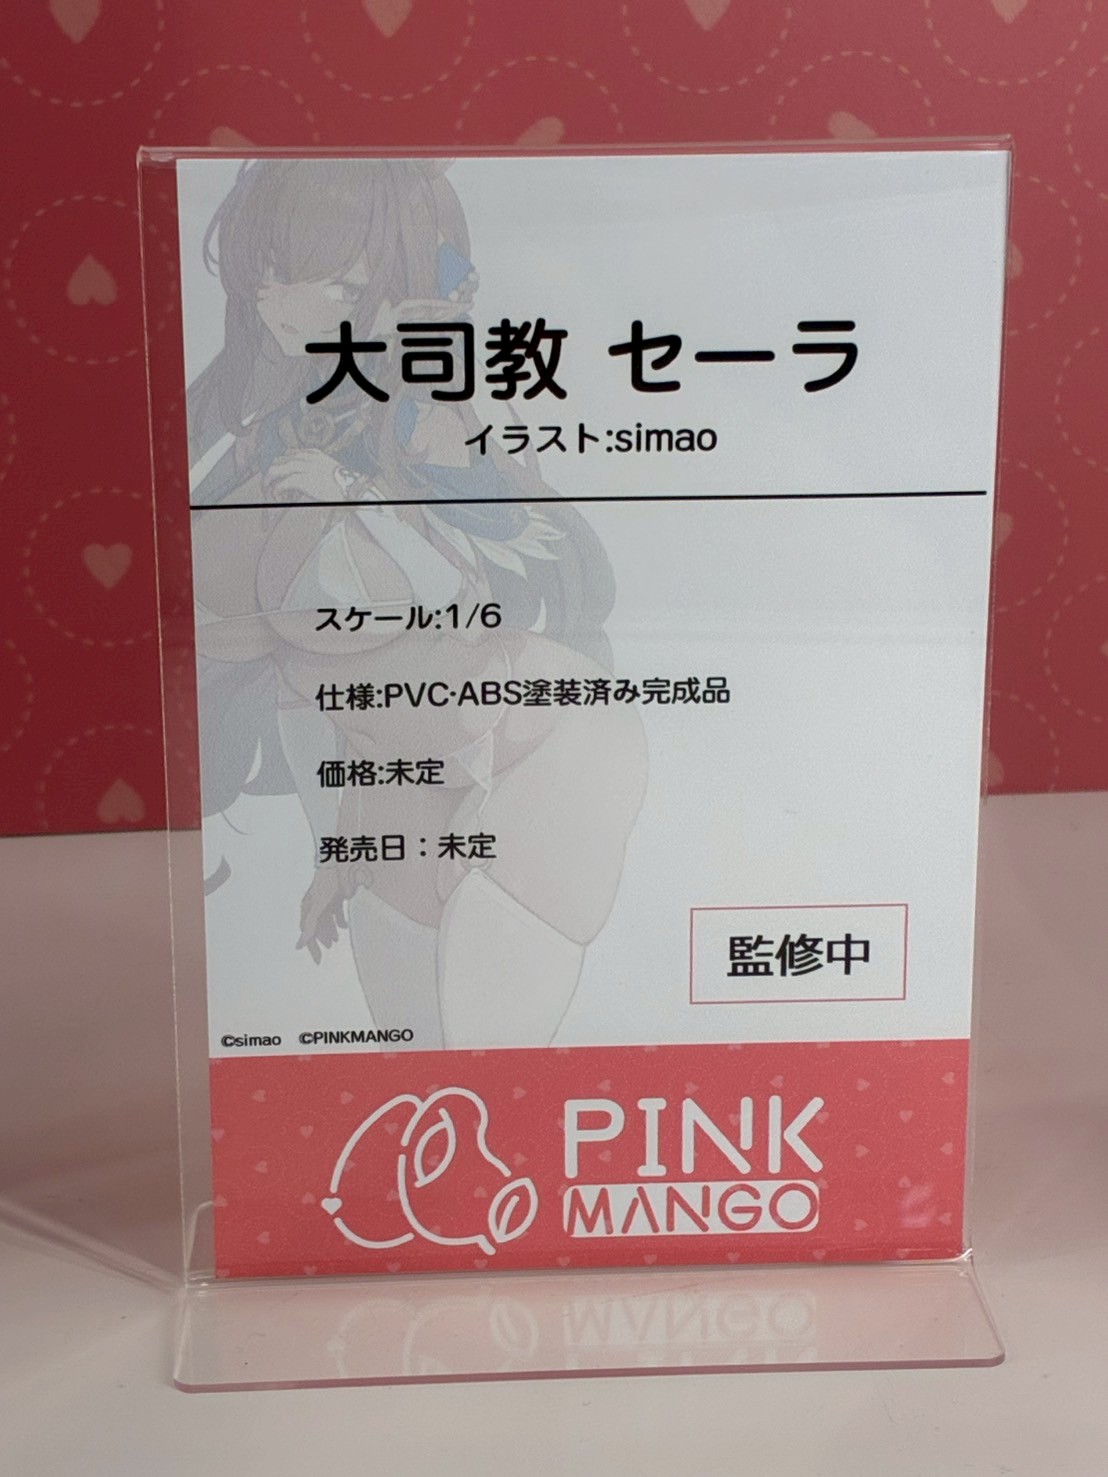 大司教 セーラ
イラスト:simao
スケール:1/6
仕様:PVC・ABS塗装済み完成品
価格:未定
発売日：未定
監修中
©simao ©PINKMANGO
PINK
MANGO